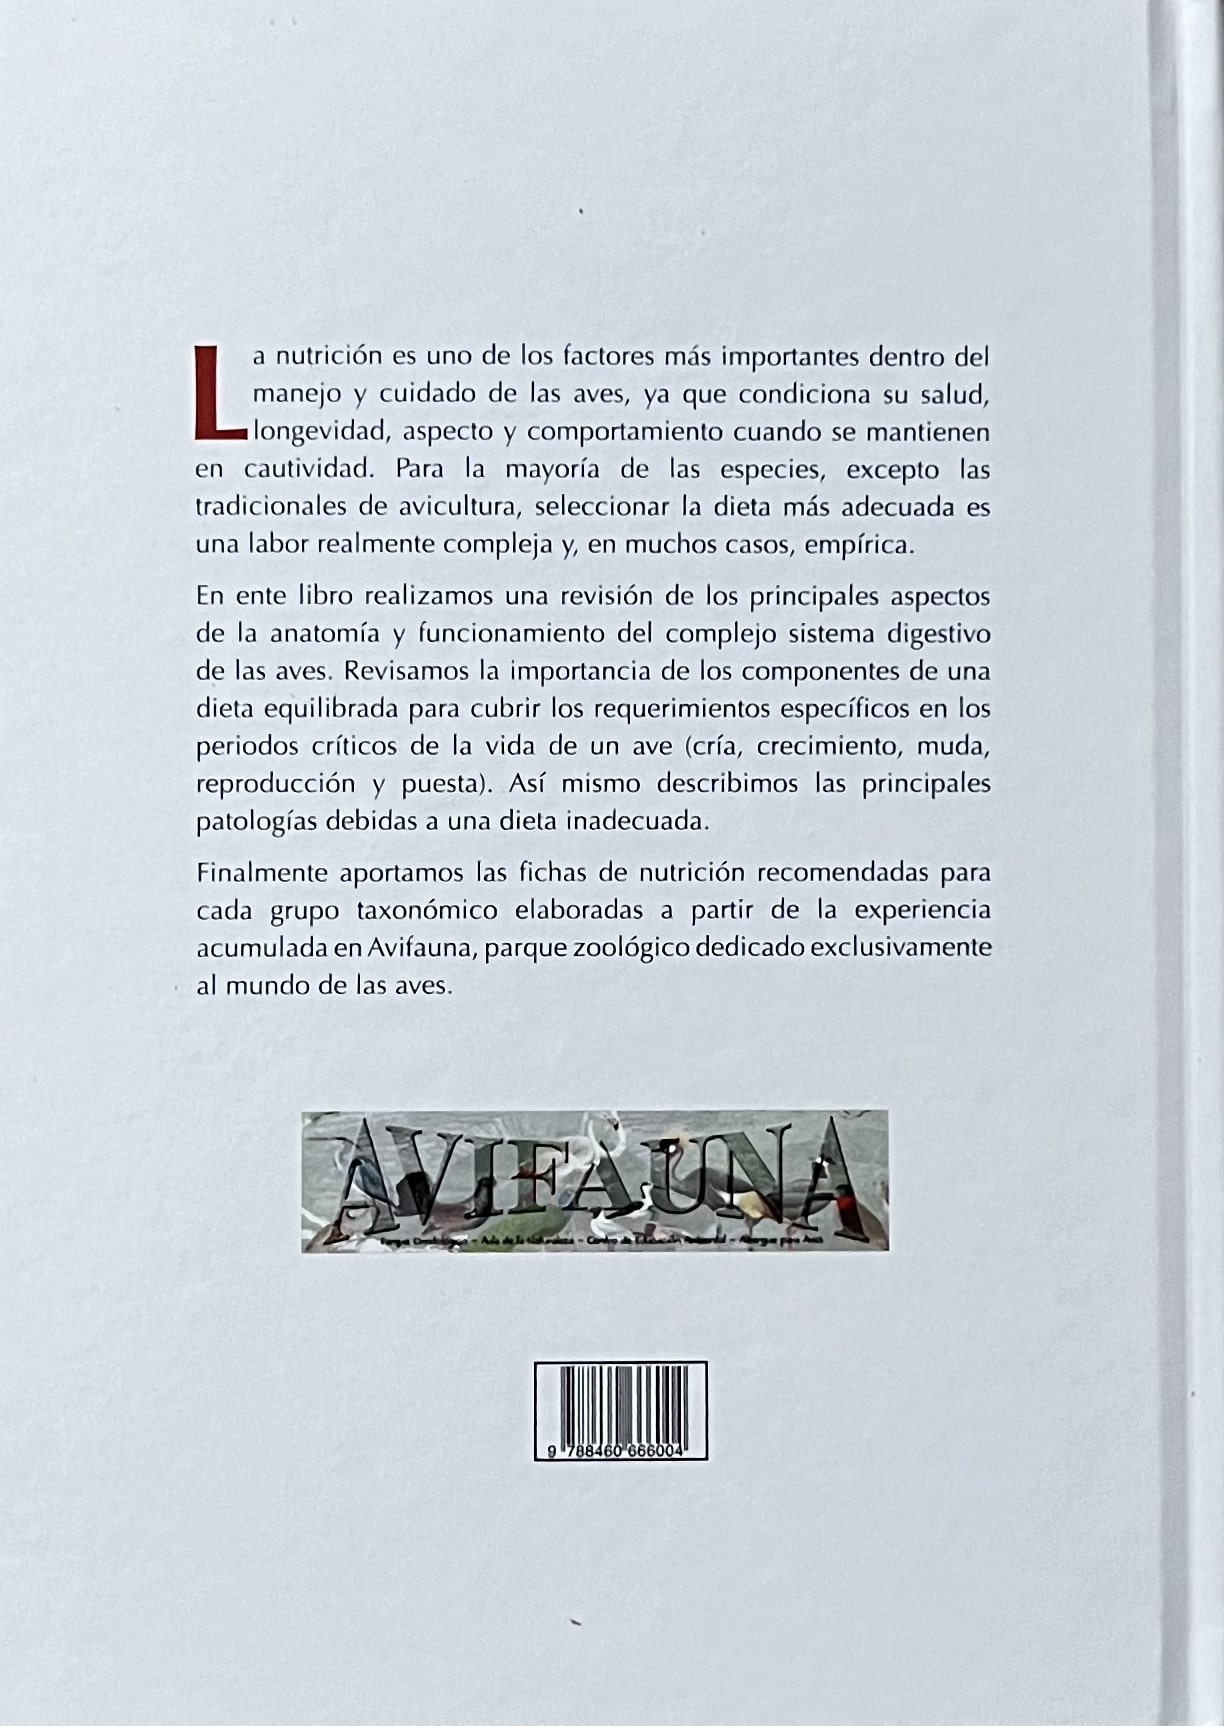 La nutrición es uno de los factores más importantes dentro del
manejo y cuidado de las aves, ya que condiciona su salud,
longevidad, aspecto y comportamiento cuando se mantienen
en cautividad. Para la mayoría de las especies, excepto las
tradicionales de avicultura, seleccionar la dieta más adecuada es
una labor realmente compleja y, en muchos casos, empírica.
En ente libro realizamos una revisión de los principales aspectos
de la anatomía y funcionamiento del complejo sistema digestivo
de las aves. Revisamos la importancia de los componentes de una
dieta equilibrada para cubrir los requerimientos específicos en los
periodos críticos de la vida de un ave (cría, crecimiento, muda,
reproducción y puesta). Así mismo describimos las principales
patologías debidas a una dieta inadecuada.
Finalmente aportamos las fichas de nutrición recomendadas para
cada grupo taxonómico elaboradas a partir de la experiencia
acumulada en Avifauna, parque zoológico dedicado exclusivamente
al mundo de las aves.
AVIFAUNA
Parque Ornitológico - Aula de la Naturaleza - Centro de Educación Ambiental - Albergue para Aves
9 788460 666004